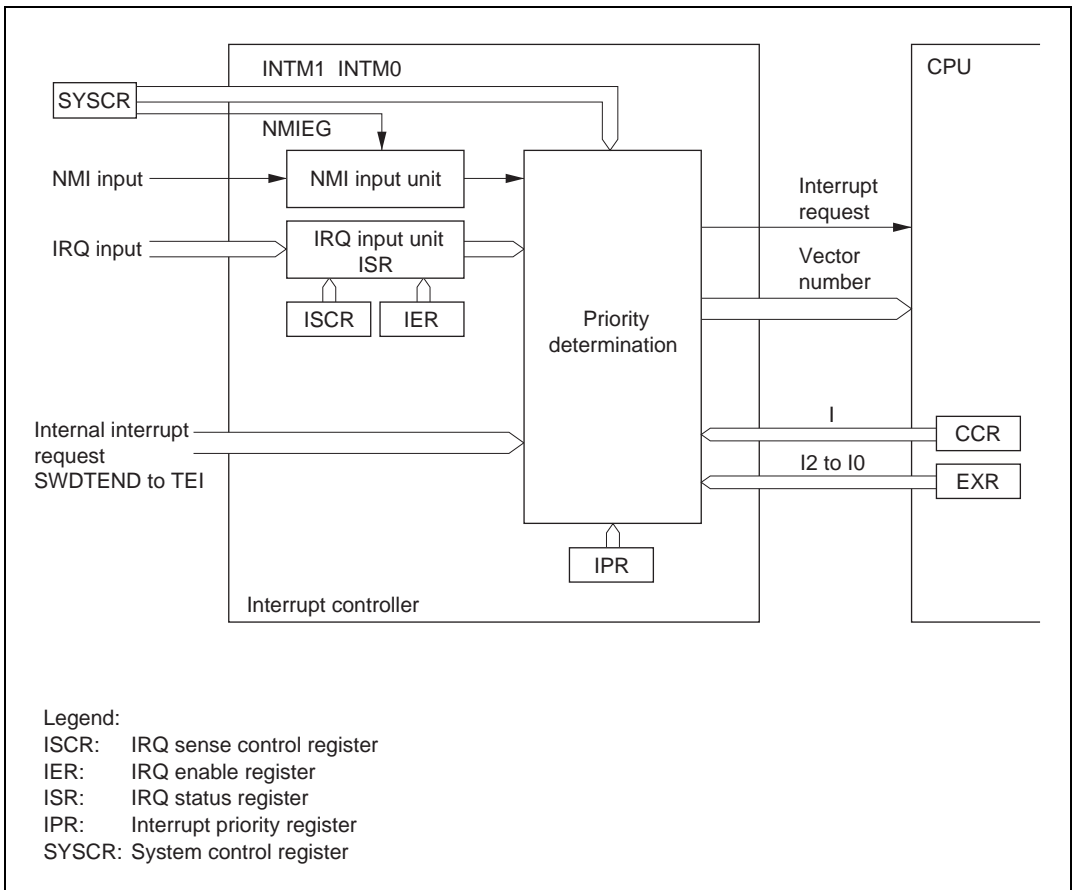 INTM1 INTM0
CPU
SYSCR
NMIEG
NMI input
NMI input unit
Interrupt
request
IRQ input
IRQ input unit
ISR
Vector
number
ISCR
IER
Priority
determination
I
CCR
Internal interrupt
request
SWDTEND to TEI
I2 to I0
EXR
IPR
Interrupt controller
Legend:
ISCR: IRQ sense control register
IER: IRQ enable register
ISR: IRQ status register
IPR: Interrupt priority register
SYSCR: System control register